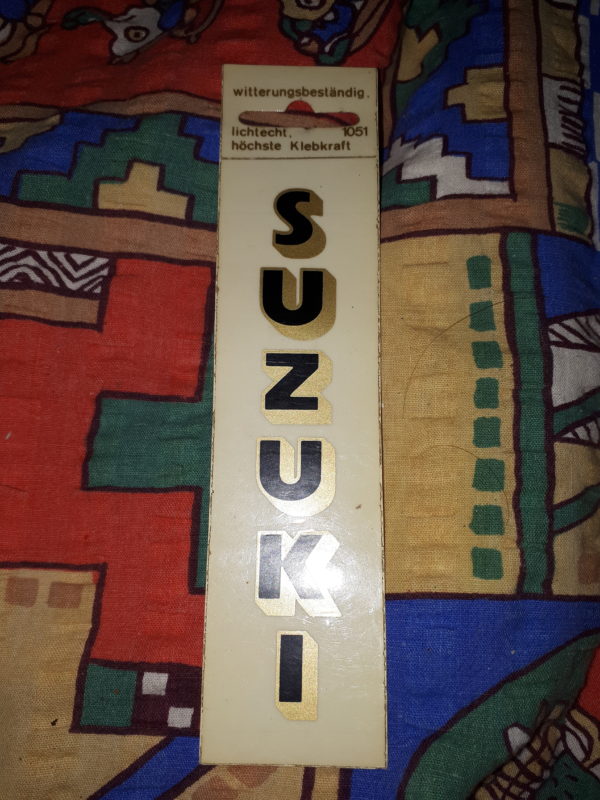 witterungsbeständig.
lichtecht, 1051
höchste Klebkraft
SUZUKI